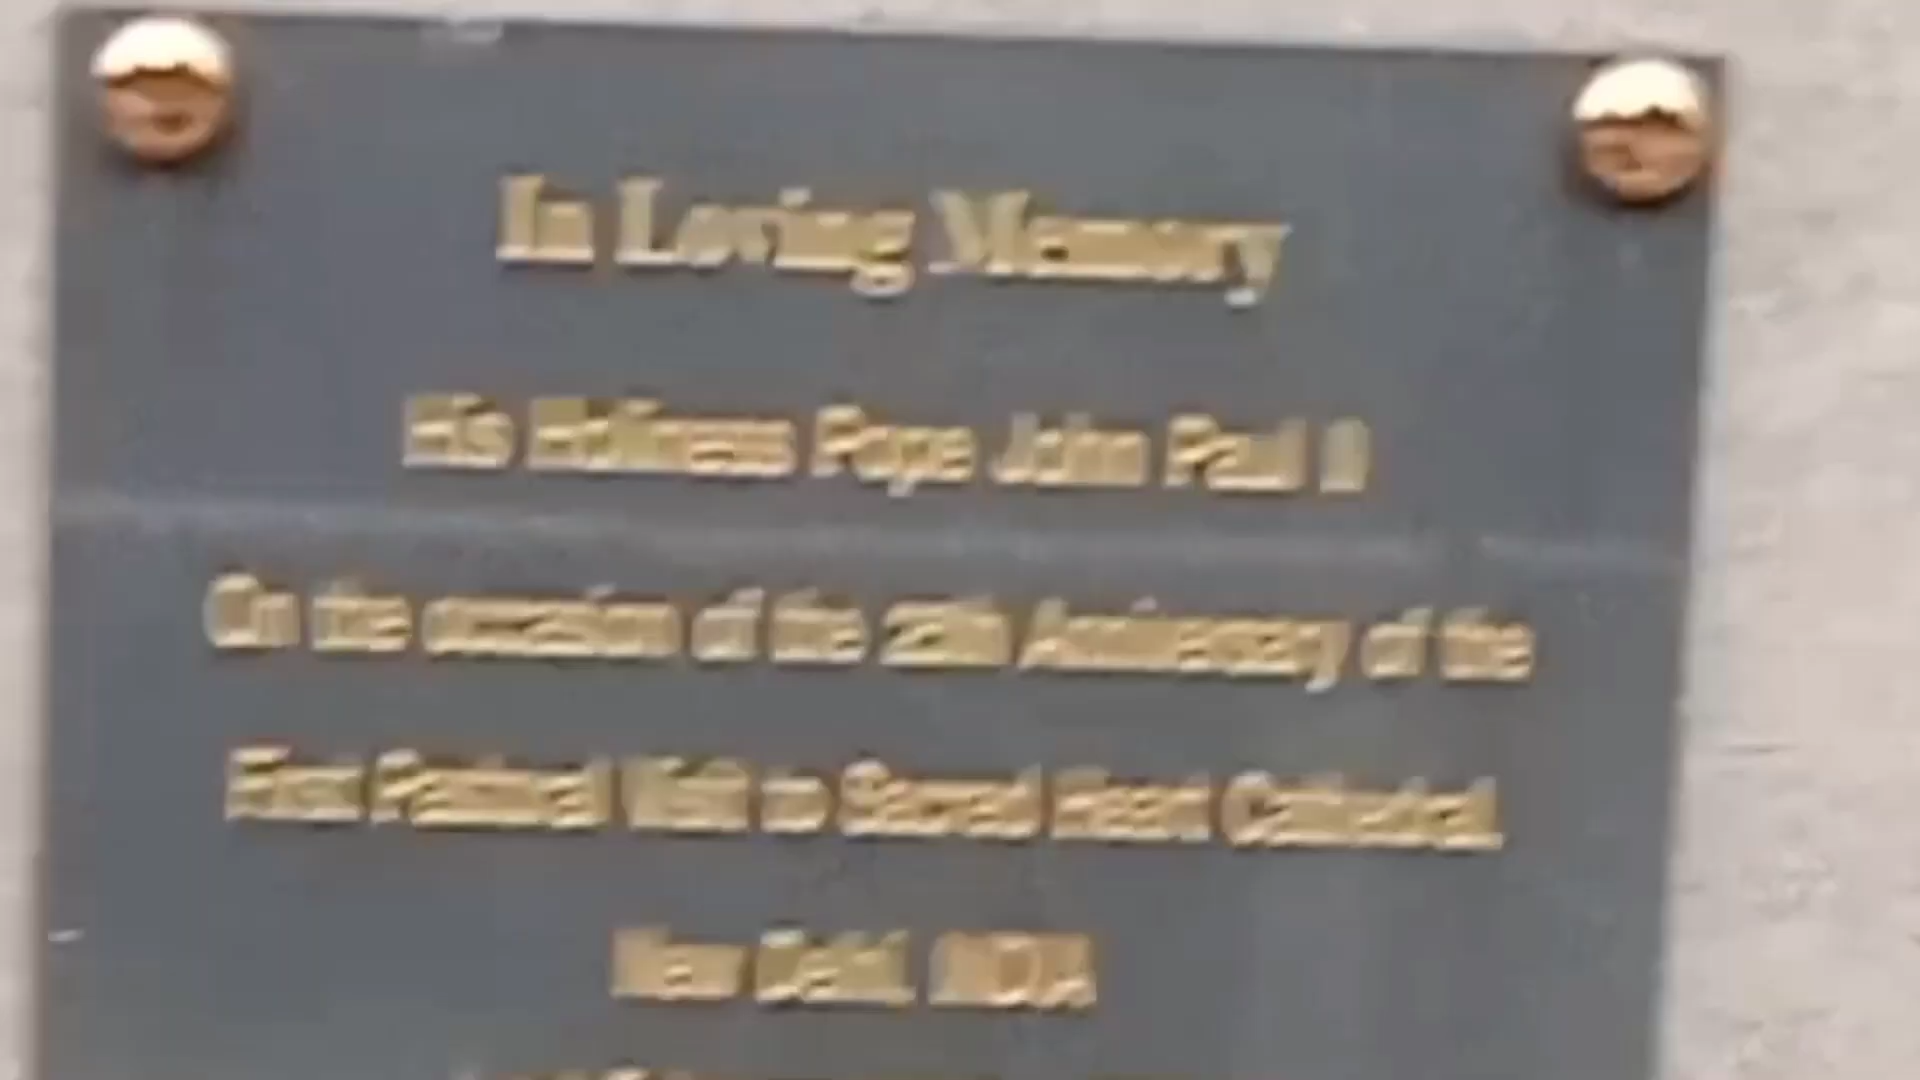 In Loving Memory
His Holiness Pope John Paul II
On the occasion of the 25th Anniversary of the
First Pastoral Visit to Sacred Heart Cathedral,
New Delhi, INDIA